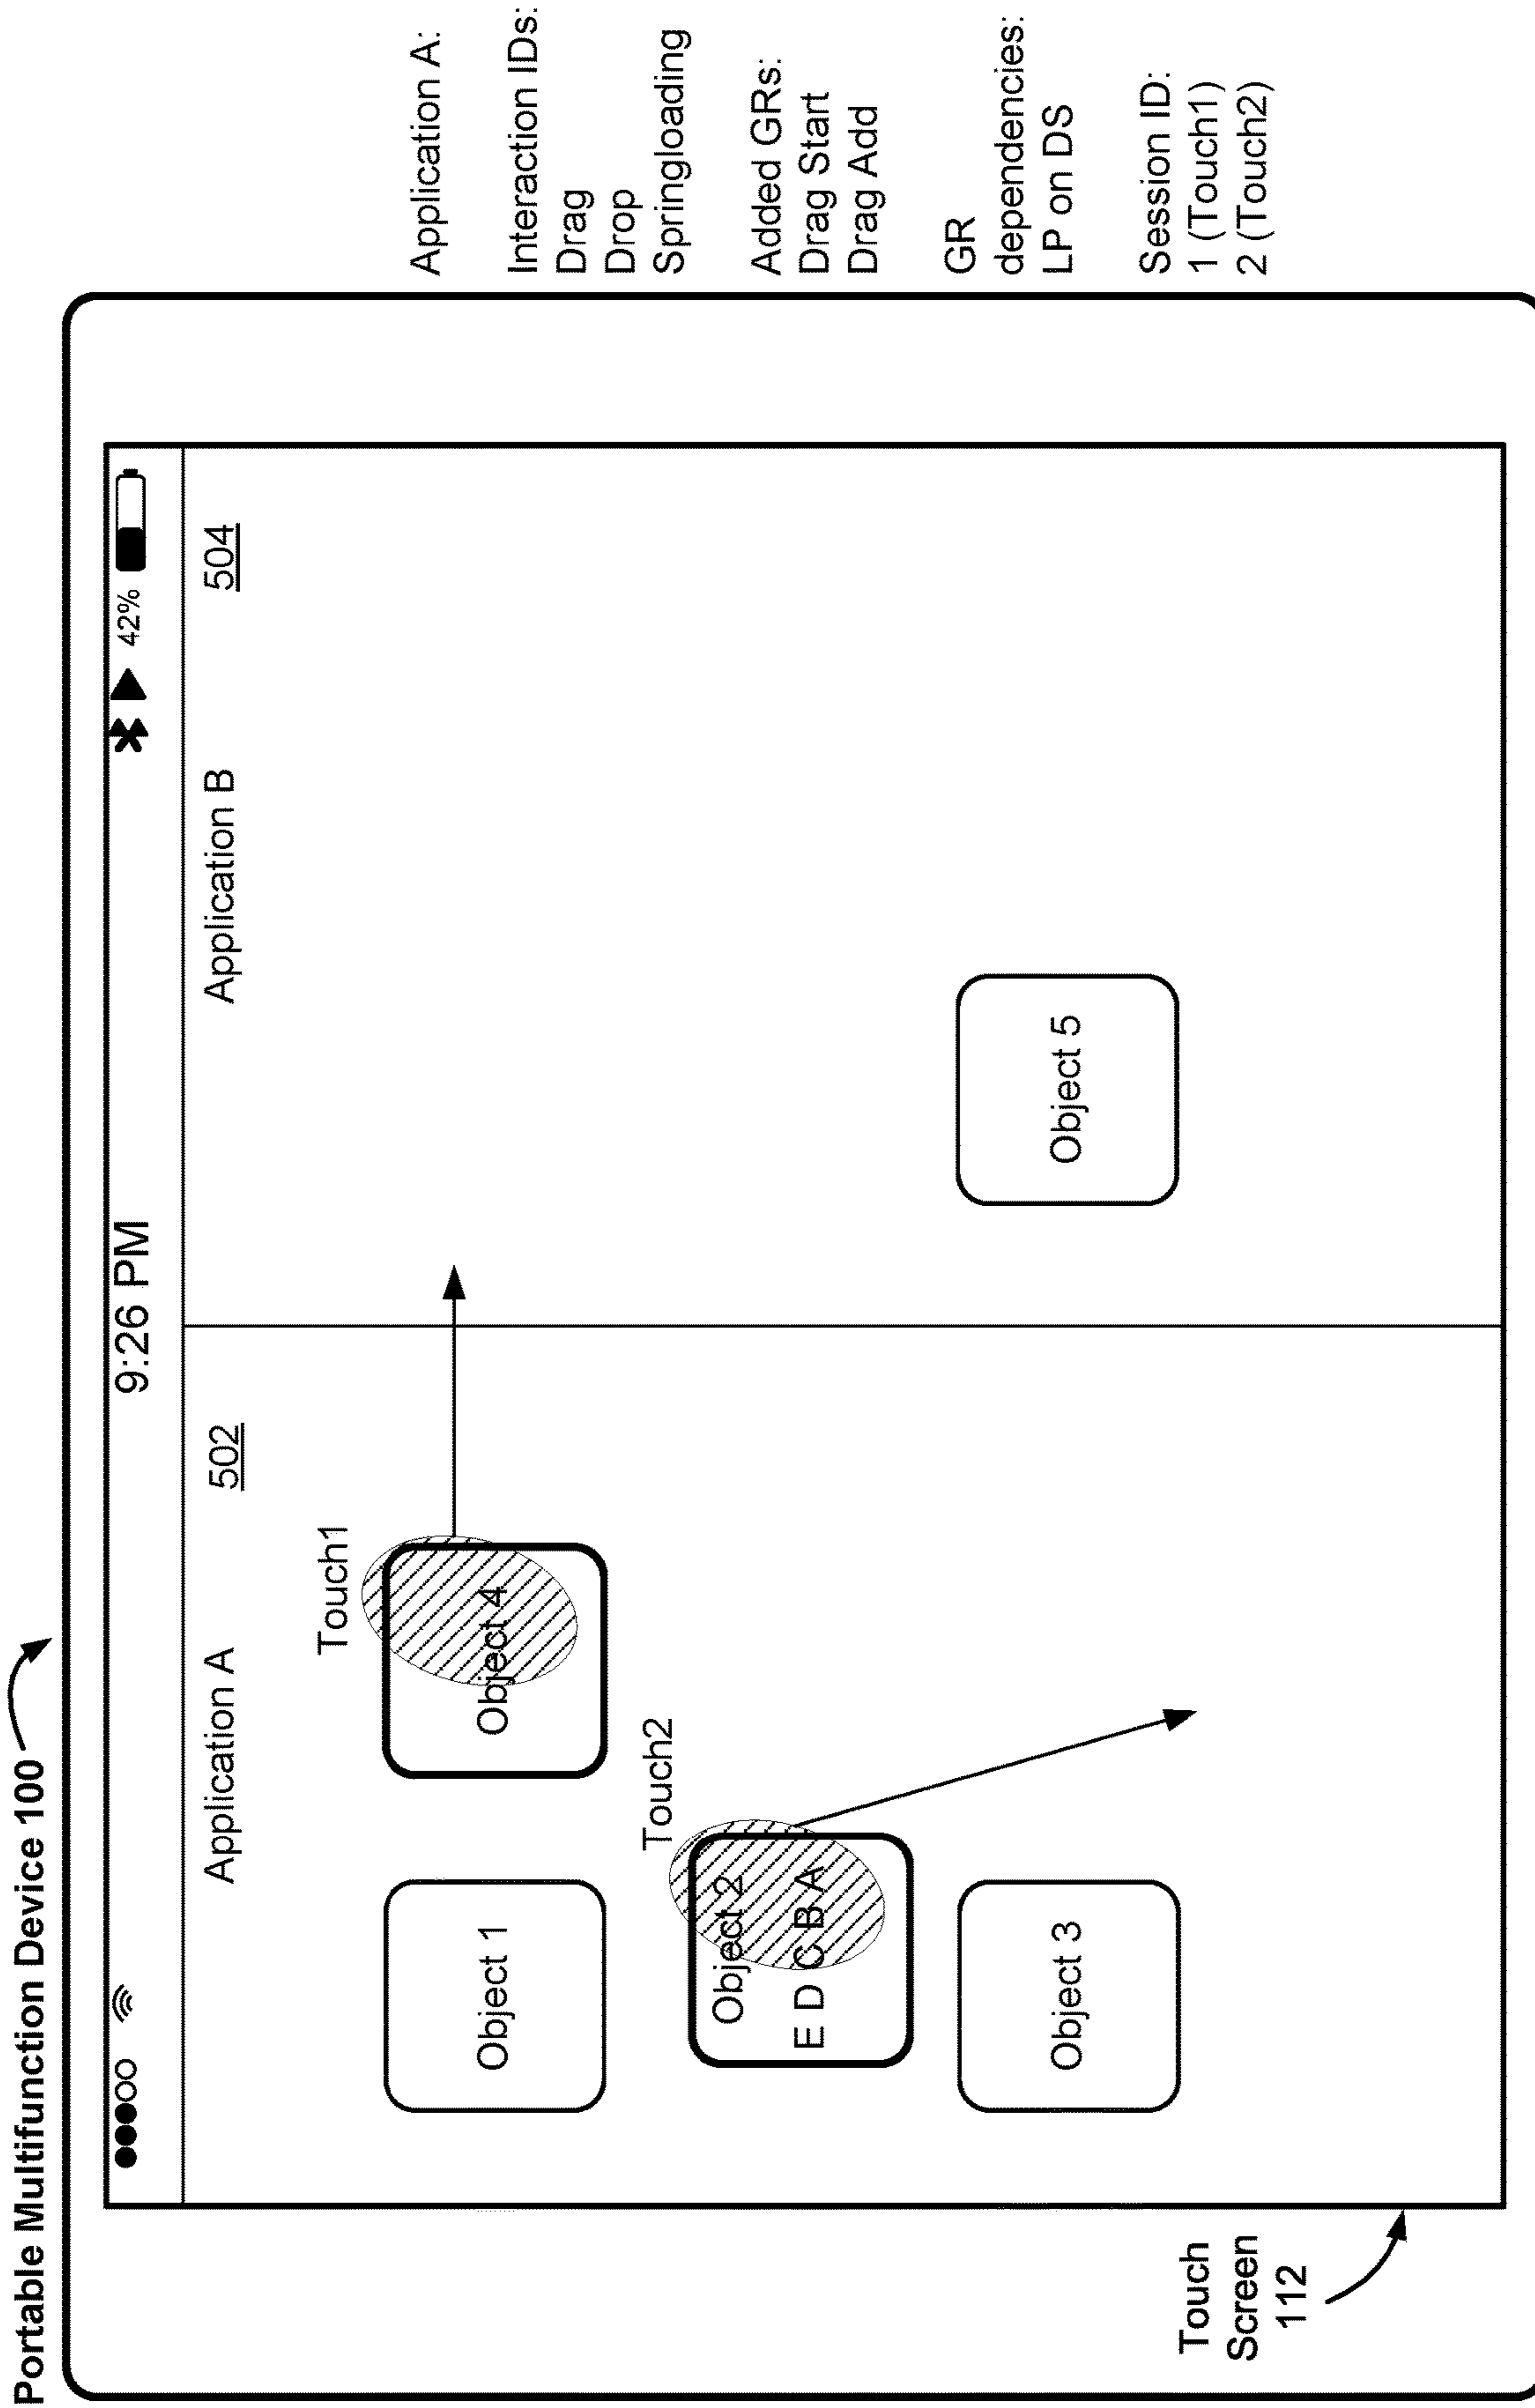 Portable Multifunction Device 100
9:26 PM
42%
Application A
502
Application B
504
Touch1
Object 1
Object 4
Touch2
Object 2
E D C B A
Object 3
Object 5
Touch
Screen
112
Application A:
Interaction IDs:
Drag
Drop
Springloading
Added GRs:
Drag Start
Drag Add
GR
dependencies:
LP on DS
Session ID:
1 (Touch1)
2 (Touch2)